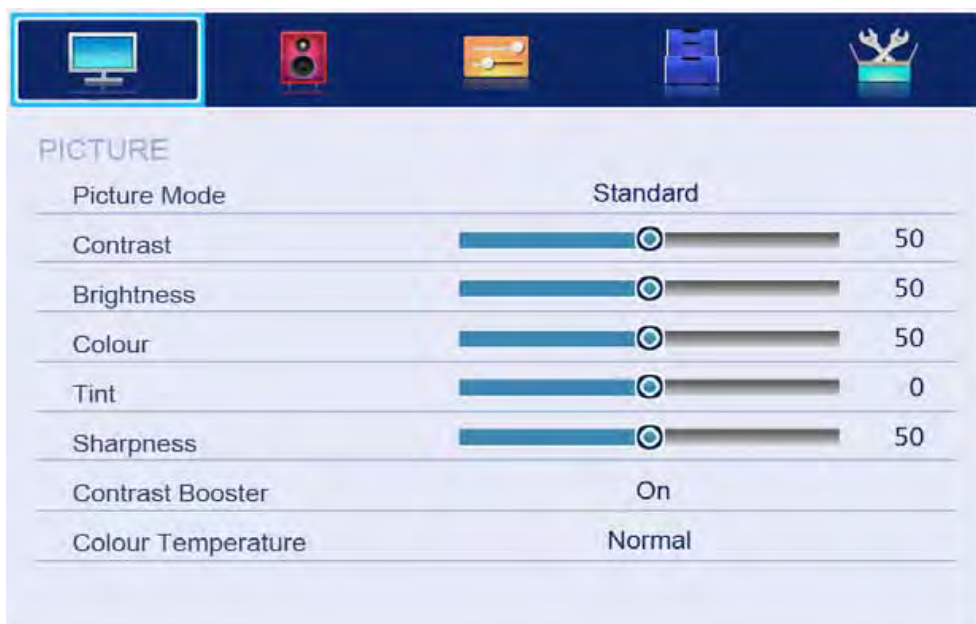 PICTURE
Picture Mode Standard
Contrast 50
Brightness 50
Colour 50
Tint 0
Sharpness 50
Contrast Booster On
Colour Temperature Normal